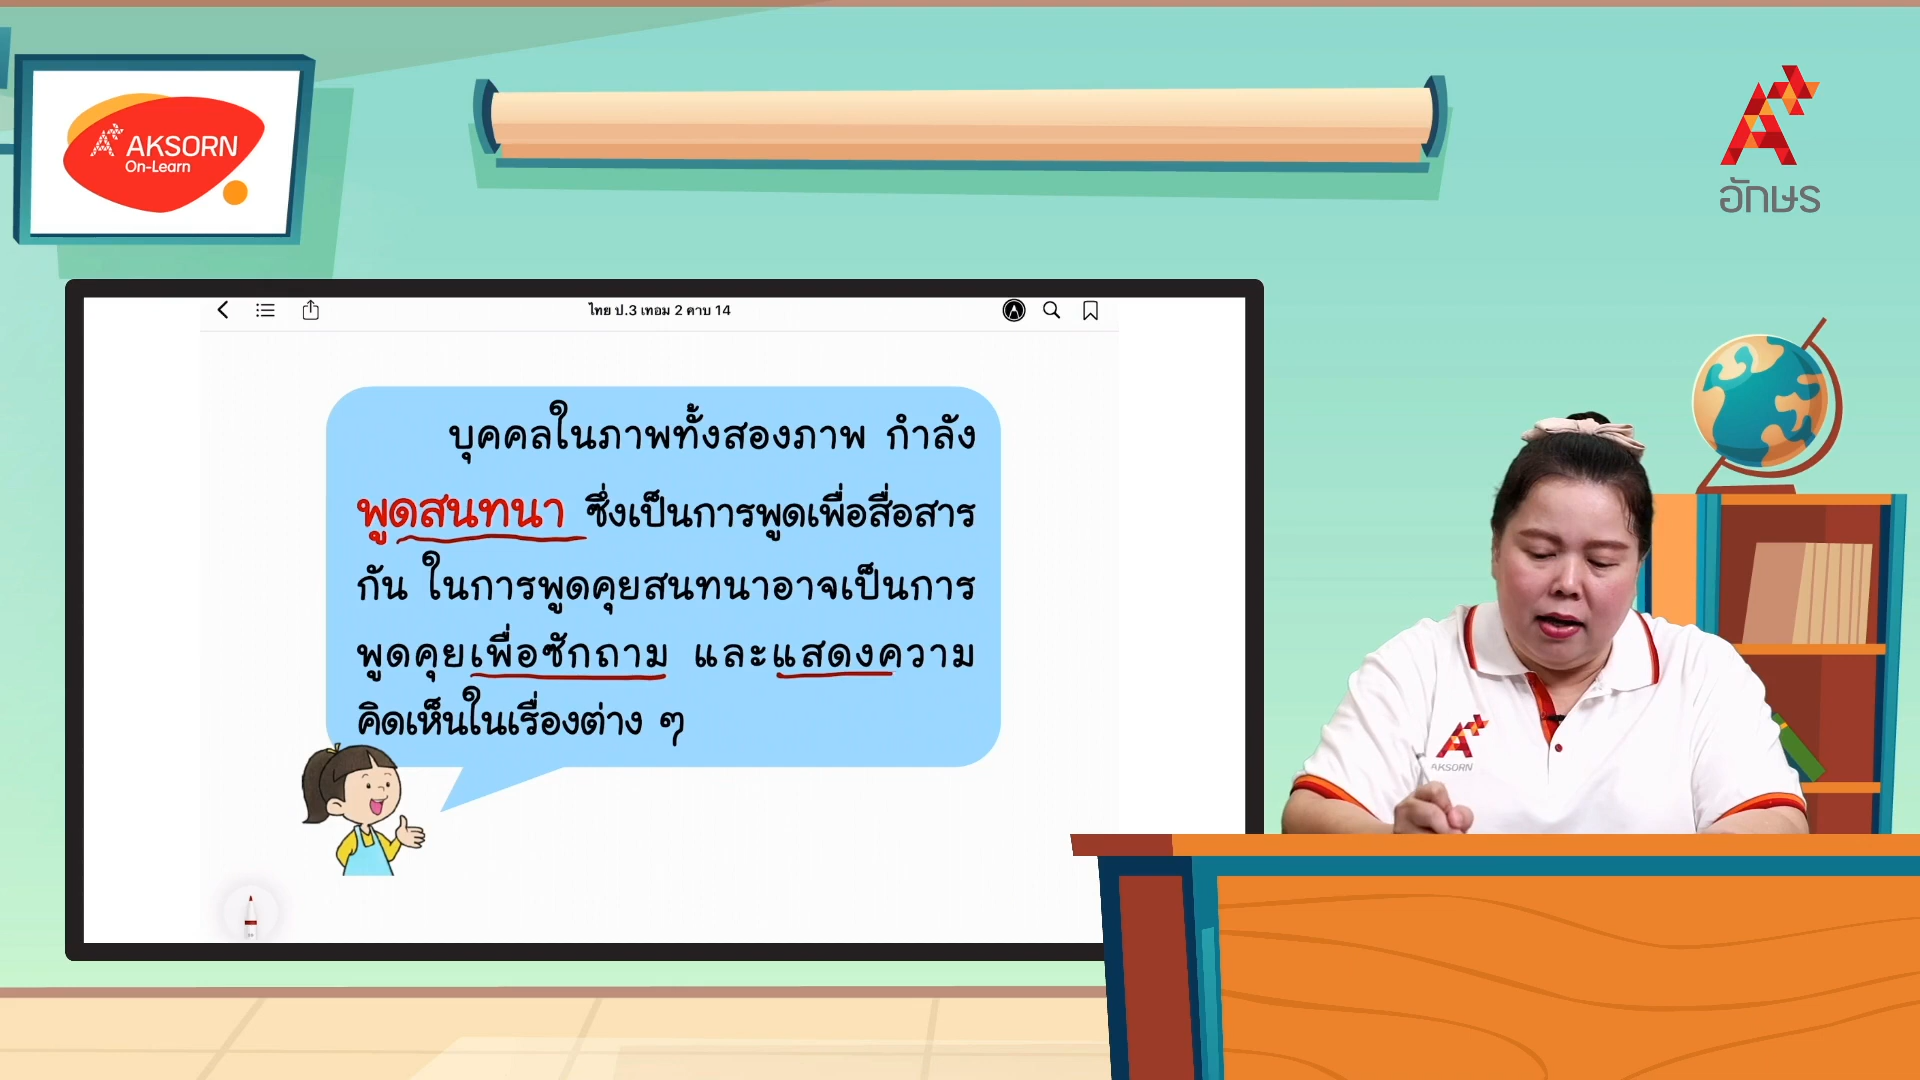 AKSORN
On-Learn
อักษร
ไทย ป.3 เทอม 2 คาบ 14
บุคคลในภาพทั้งสองภาพ กำลัง
พูดสนทนา ซึ่งเป็นการพูดเพื่อสื่อสาร
กัน ในการพูดคุยสนทนาอาจเป็นการ
พูดคุยเพื่อซักถาม และแสดงความ
คิดเห็นในเรื่องต่าง ๆ
AKSORN